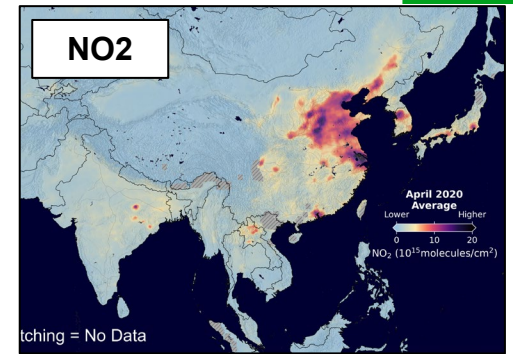 NO2
April 2020
Average
Lower Higher
0 10 20
NO₂ (10¹⁵molecules/cm²)
tching = No Data